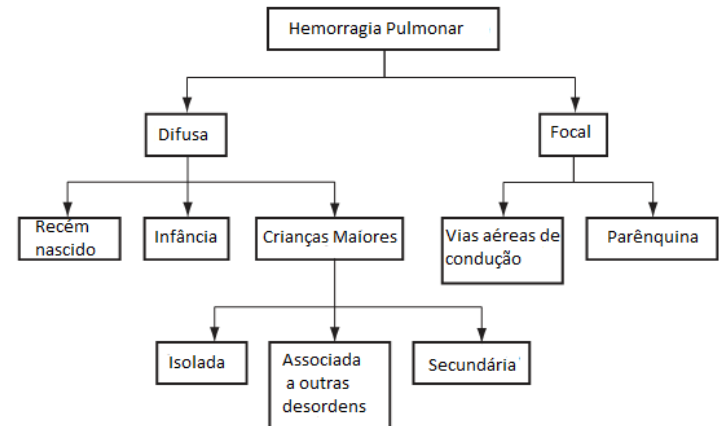 Hemorragia Pulmonar
Difusa
Focal
Recém
nascido
Infância
Crianças Maiores
Vias aéreas de
condução
Parênquina
Isolada
Associada
a outras
desordens
Secundária